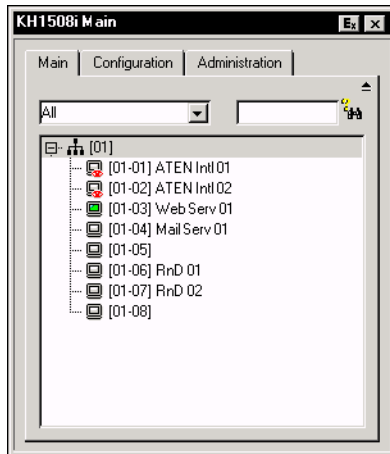 KH1508i Main
Ex
Main Configuration Administration
All
[01]
[01-01] ATEN Intl 01
[01-02] ATEN Intl 02
[01-03] Web Serv 01
[01-04] Mail Serv 01
[01-05]
[01-06] RnD 01
[01-07] RnD 02
[01-08]